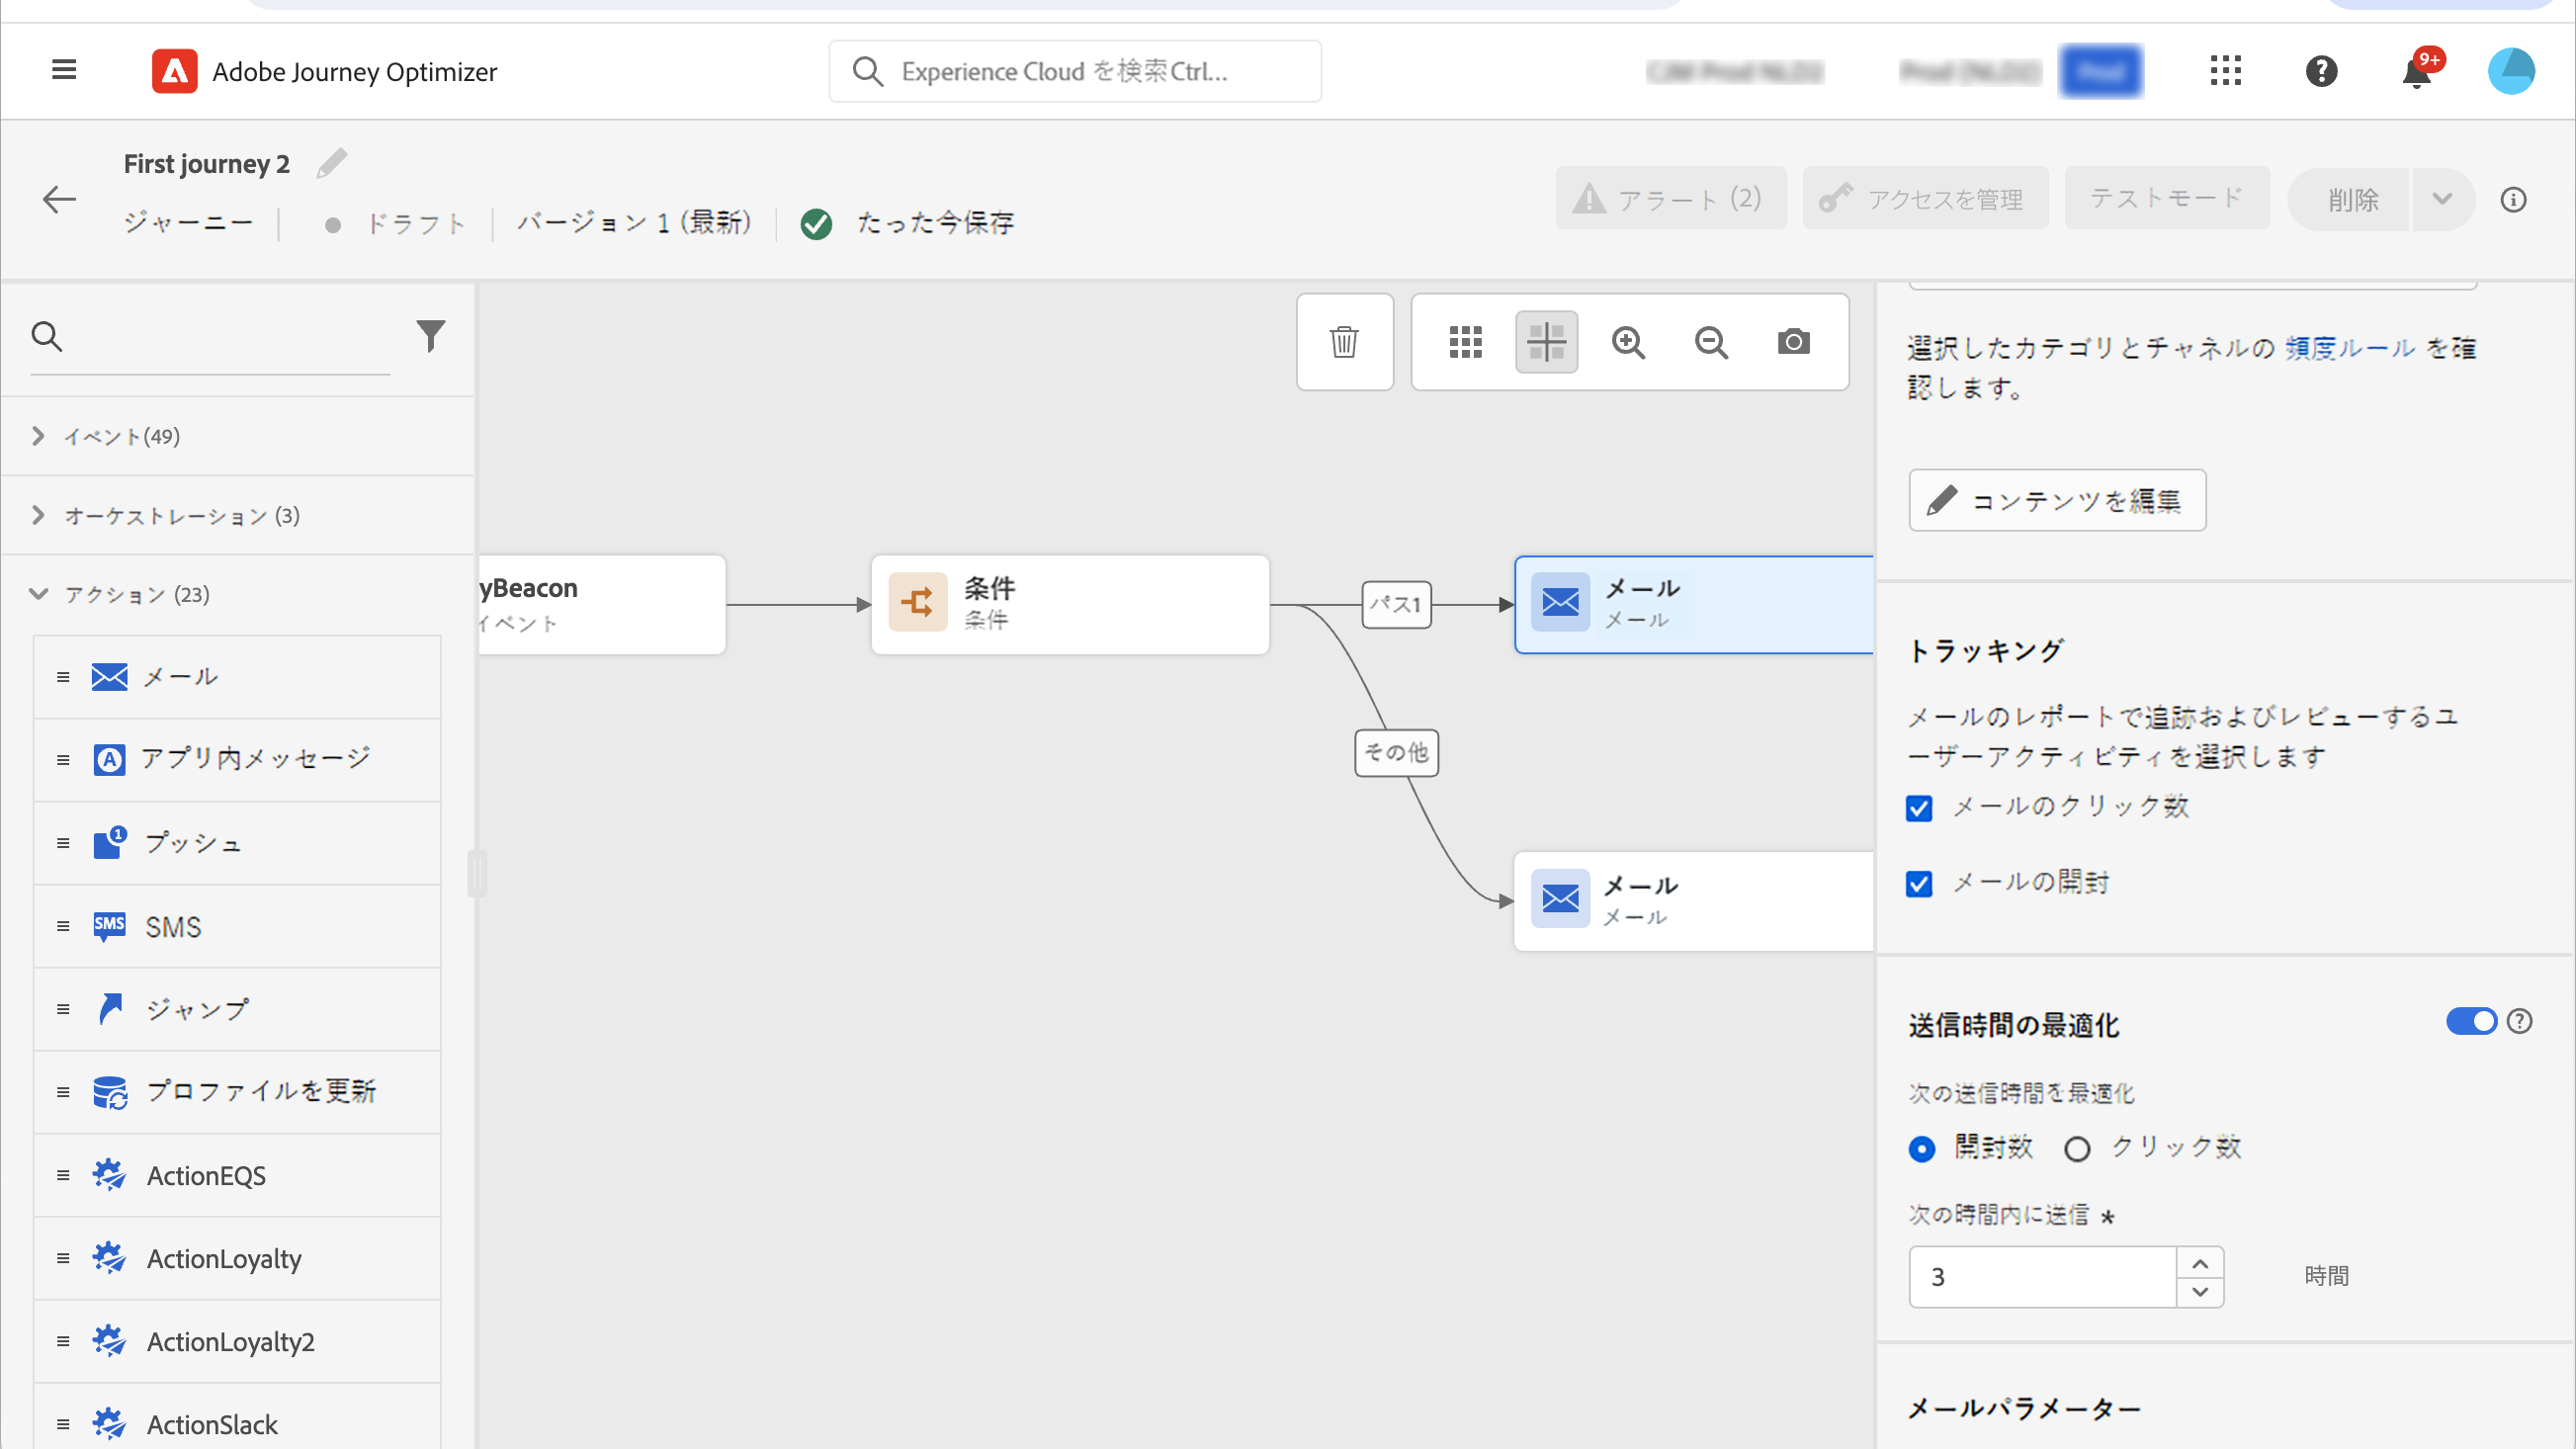 Adobe Journey Optimizer
Experience Cloud を検索Ctrl...
9+
First journey 2
ジャーニー
ドラフト
バージョン 1 (最新)
たった今保存
アラート (2)
アクセスを管理
テストモード
削除
イベント(49)
オーケストレーション (3)
アクション (23)
メール
アプリ内メッセージ
プッシュ
SMS
SMS
ジャンプ
プロファイルを更新
ActionEQS
ActionLoyalty
ActionLoyalty2
ActionSlack
yBeacon
イベント
条件
条件
パス1
その他
メール
メール
メール
メール
選択したカテゴリとチャネルの 頻度ルール を確
認します。
コンテンツを編集
トラッキング
メールのレポートで追跡およびレビューするユ
ーザーアクティビティを選択します
メールのクリック数
メールの開封
送信時間の最適化
次の送信時間を最適化
開封数
クリック数
次の時間内に送信 *
3
時間
メールパラメーター